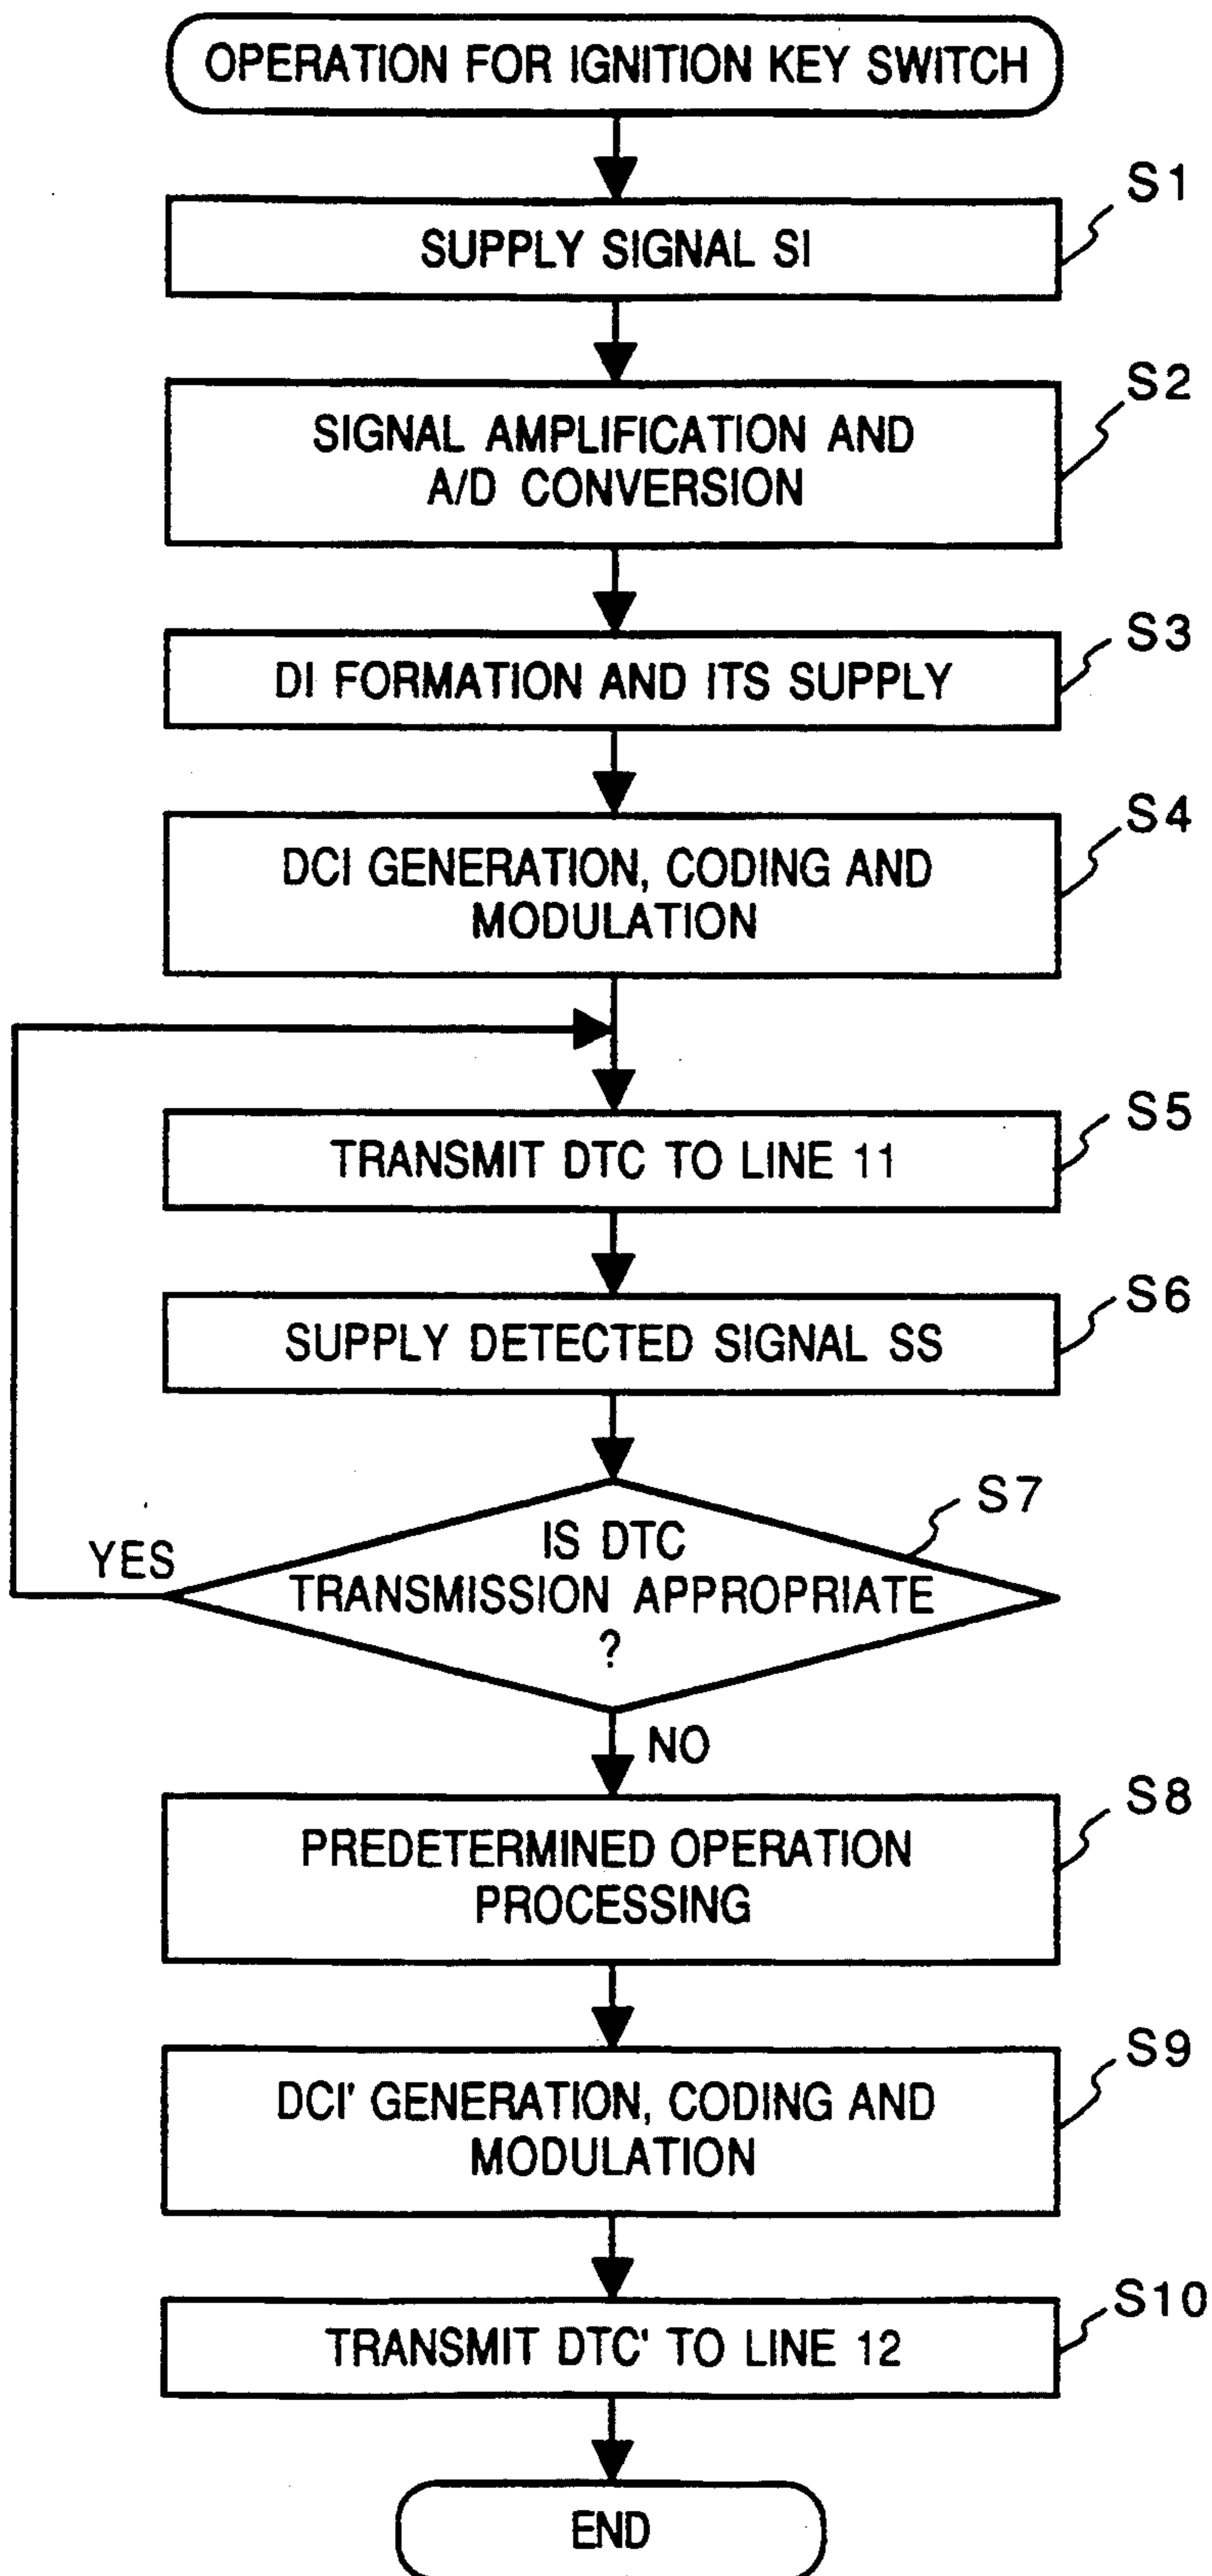 OPERATION FOR IGNITION KEY SWITCH
S1
SUPPLY SIGNAL SI
S2
SIGNAL AMPLIFICATION AND
A/D CONVERSION
S3
DI FORMATION AND ITS SUPPLY
S4
DCI GENERATION, CODING AND
MODULATION
S5
TRANSMIT DTC TO LINE 11
S6
SUPPLY DETECTED SIGNAL SS
S7
IS DTC
YES
TRANSMISSION APPROPRIATE
?
NO
S8
PREDETERMINED OPERATION
PROCESSING
S9
DCI' GENERATION, CODING AND
MODULATION
S10
TRANSMIT DTC' TO LINE 12
END